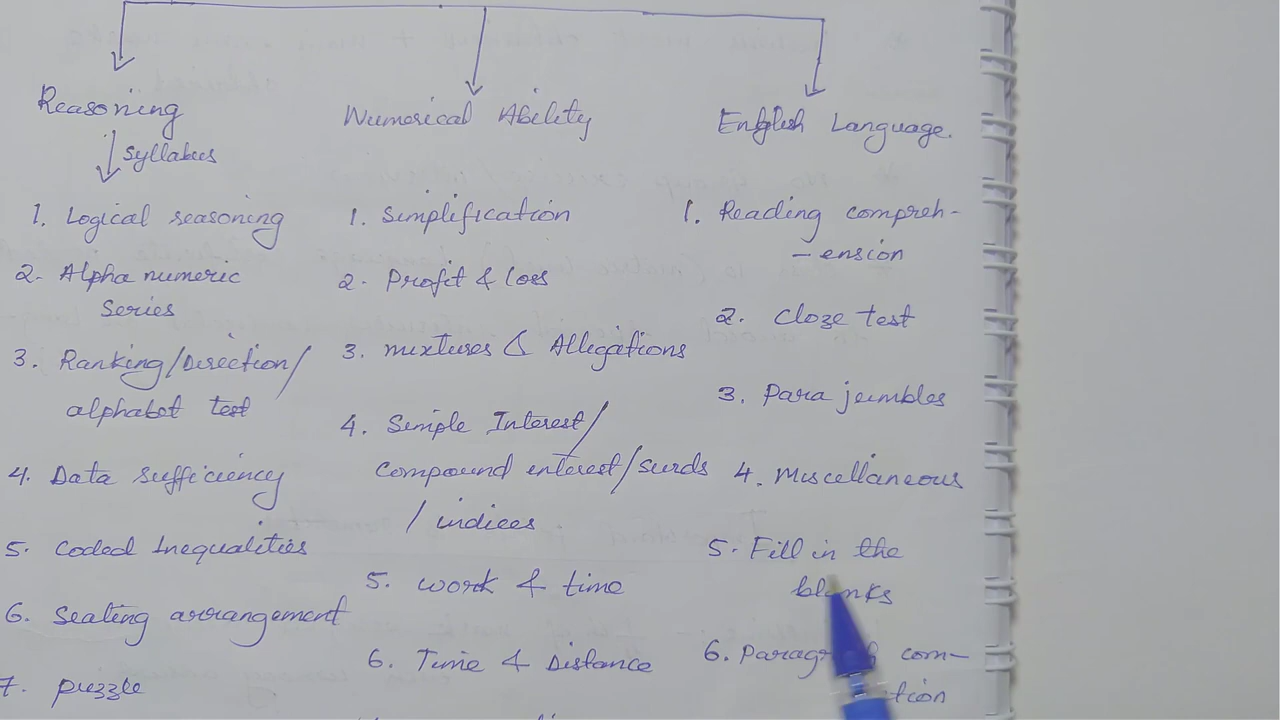 Reasoning
Syllabus
1. Logical reasoning
2. Alpha numeric
Series
3. Ranking/Direction/
alphabet test
4. Data sufficiency
5. Coded Inequalities
6. Seating arrangement
7. puzzle
Numerical Ability
1. Simplification
2. Profit & loss
3. mixtures & Allegations
4. Simple Interest/
Compound interest/surds
/indices
5. work & time
6. Time & Distance
English Language.
1. Reading compreh-
-ension
2. Cloze test
3. Para jumbles
4. Miscellaneous
5. Fill in the
blanks
6. com-